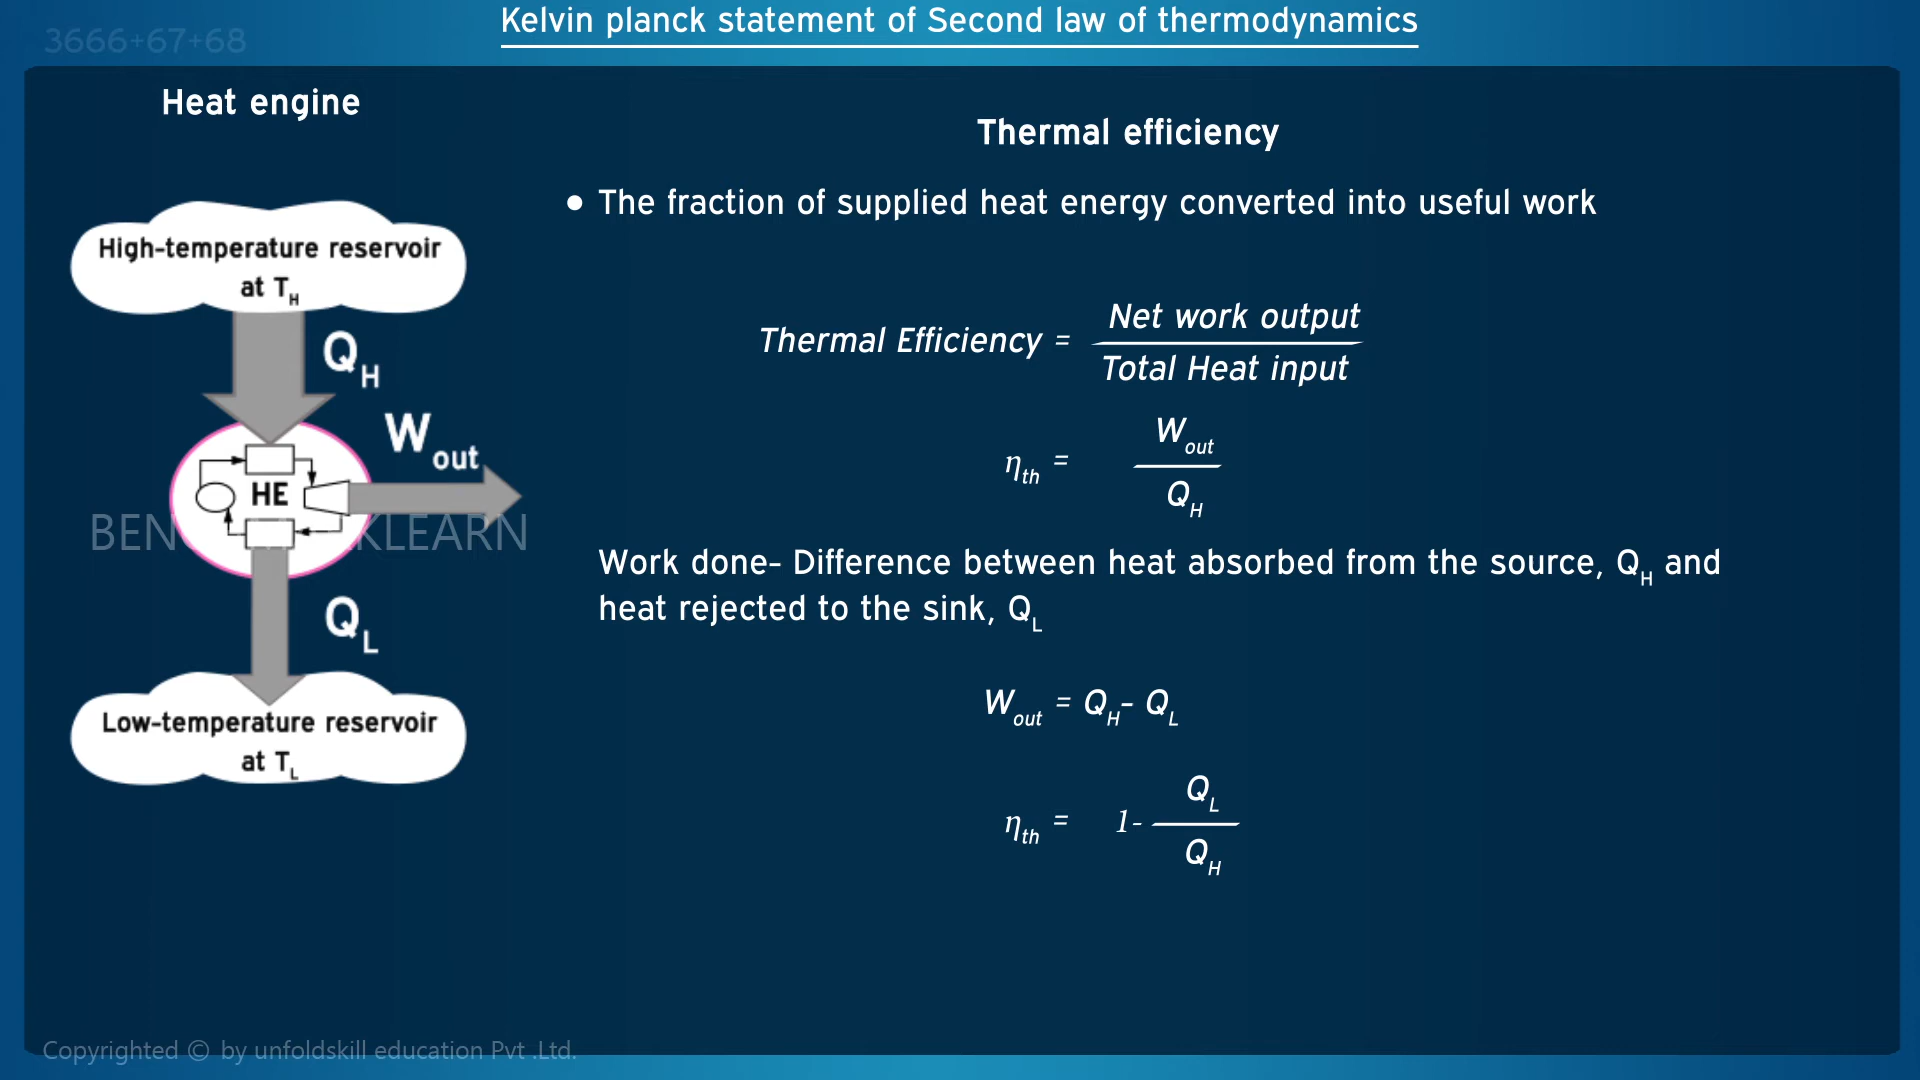 Kelvin planck statement of Second law of thermodynamics
3666+67+68
Heat engine
High-temperature reservoir
at T_H
Q_H
W_out
HE
BEN KLEARN
Q_L
Low-temperature reservoir
at T_L
Thermal efficiency
• The fraction of supplied heat energy converted into useful work
Thermal Efficiency = Net work output / Total Heat input
η_th = W_out / Q_H
Work done- Difference between heat absorbed from the source, Q_H and
heat rejected to the sink, Q_L
W_out = Q_H- Q_L
η_th = 1- Q_L / Q_H
Copyrighted © by unfoldskill education Pvt .Ltd.